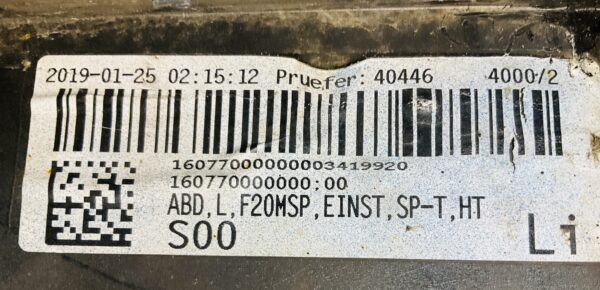 2019-01-25 02:15:12 Pruefer: 40446 4000/2
16077000000003419920
160770000000;00
ABD,L,F20MSP,EINST,SP-T,HT
S00 Li